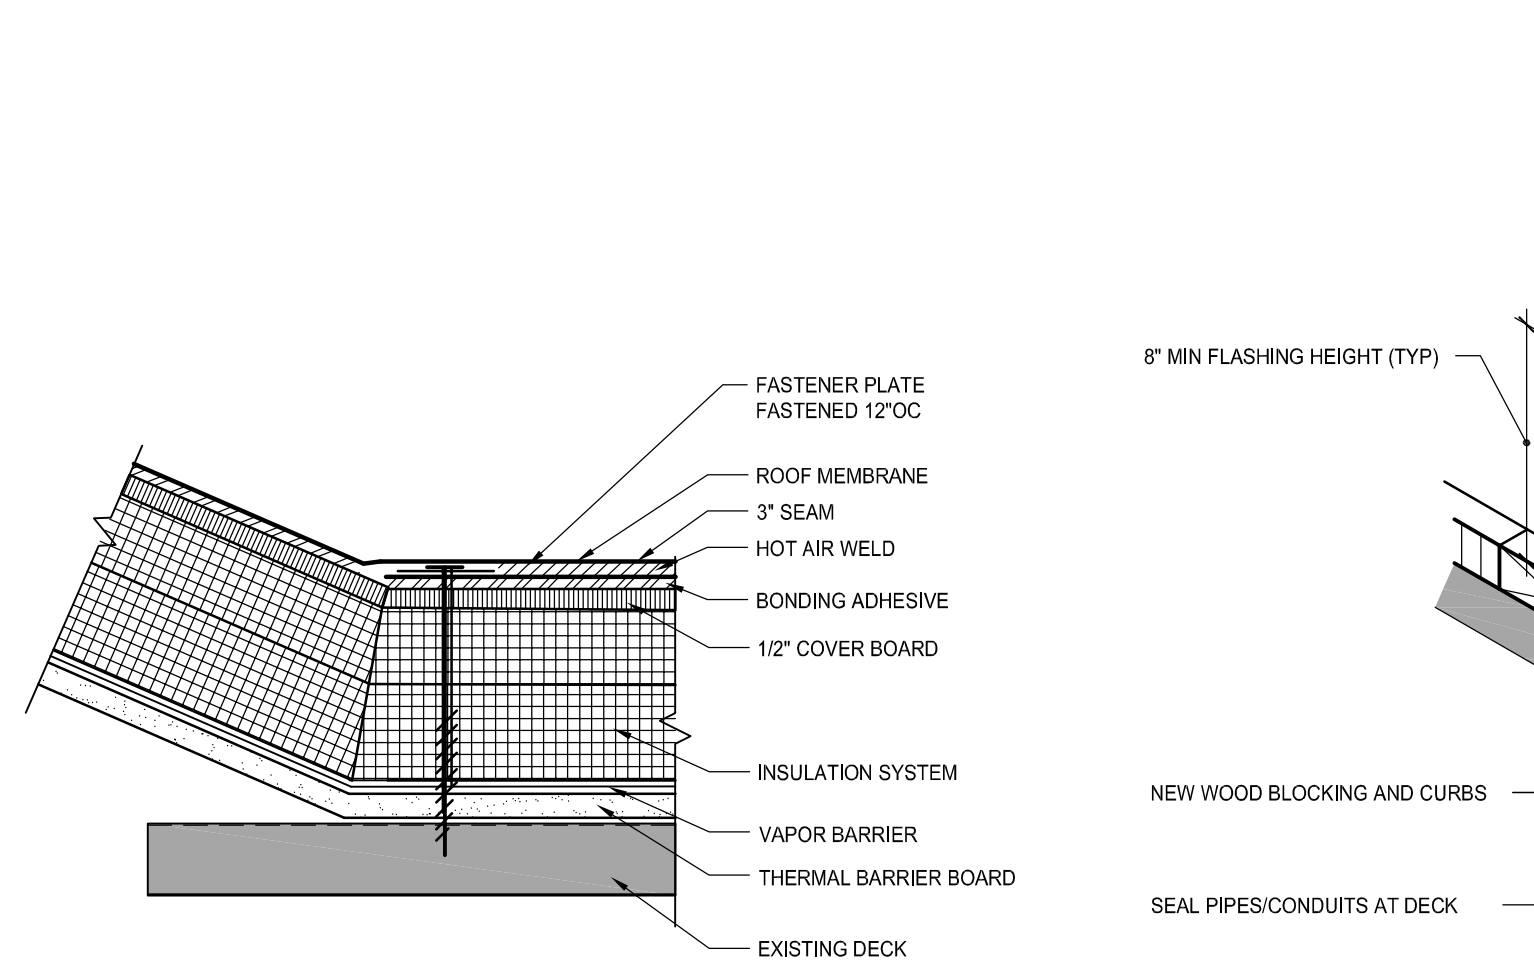 FASTENER PLATE
FASTENED 12"OC
ROOF MEMBRANE
3" SEAM
HOT AIR WELD
BONDING ADHESIVE
1/2" COVER BOARD
INSULATION SYSTEM
VAPOR BARRIER
THERMAL BARRIER BOARD
EXISTING DECK
8" MIN FLASHING HEIGHT (TYP)
NEW WOOD BLOCKING AND CURBS
SEAL PIPES/CONDUITS AT DECK